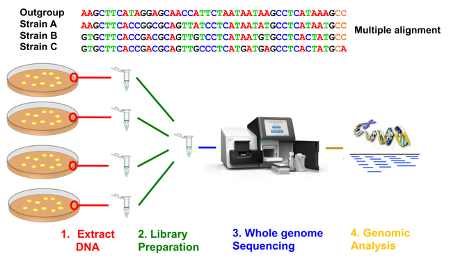 Outgroup AAGCTTCATAGGAGCAACCATTCTAATAATAAGCCTCATAAAGCC
Strain A AAGCTTCACCGGCGCAGTTATCCTCATAATATGCCTCATAATGCC
Strain B GTGCTTCACCGACGCAGTTGTCCTCATAATGTGCCTCACTATGCC
Strain C GTGCTTCACCGACGCAGTTGCCCTCATGATGAGCCTCACTATGCA
Multiple alignment
1. Extract
DNA
2. Library
Preparation
3. Whole genome
Sequencing
4. Genomic
Analysis